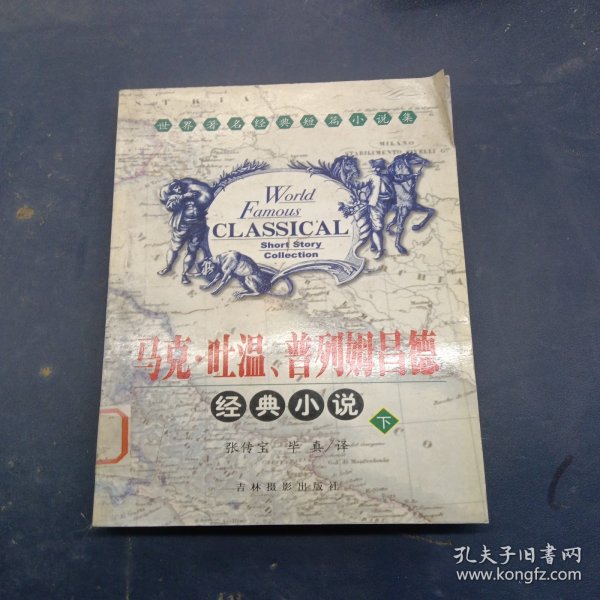 世界著名经典短篇小说集
World
Famous
CLASSICAL
Short Story
Collection
MILANO
马克·吐温、普列姆昌德
经典小说 下
张传宝 毕真/译
吉林摄影出版社
孔夫子旧书网
www.kongfz.com